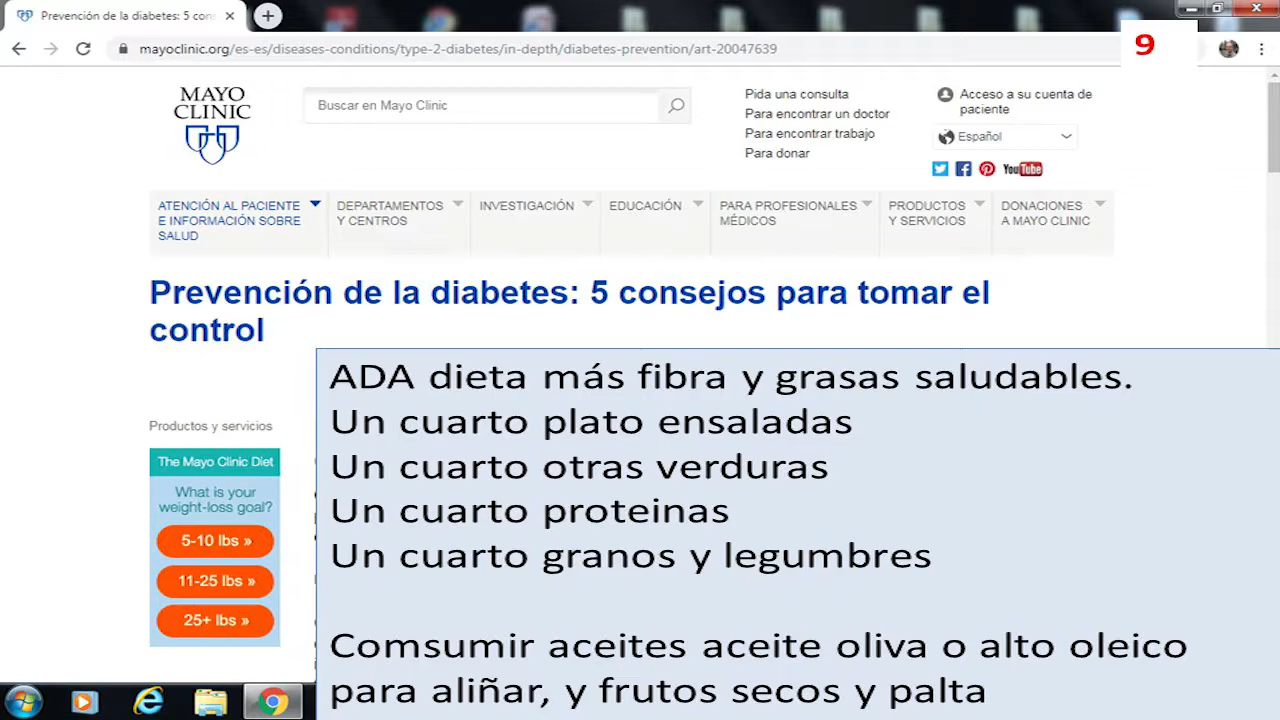 Prevención de la diabetes: 5 cons
mayoclinic.org/es-es/diseases-conditions/type-2-diabetes/in-depth/diabetes-prevention/art-20047639
9
MAYO
CLINIC
Buscar en Mayo Clinic
Pida una consulta
Para encontrar un doctor
Para encontrar trabajo
Para donar
Acceso a su cuenta de
paciente
Español
YouTube
ATENCIÓN AL PACIENTE
E INFORMACIÓN SOBRE
SALUD
DEPARTAMENTOS
Y CENTROS
INVESTIGACIÓN
EDUCACIÓN
PARA PROFESIONALES
MÉDICOS
PRODUCTOS
Y SERVICIOS
DONACIONES
A MAYO CLINIC
Prevención de la diabetes: 5 consejos para tomar el
control
Productos y servicios
The Mayo Clinic Diet
What is your
weight-loss goal?
5-10 lbs »
11-25 lbs »
25+ lbs »
ADA dieta más fibra y grasas saludables.
Un cuarto plato ensaladas
Un cuarto otras verduras
Un cuarto proteinas
Un cuarto granos y legumbres
Comsumir aceites aceite oliva o alto oleico
para aliñar, y frutos secos y palta